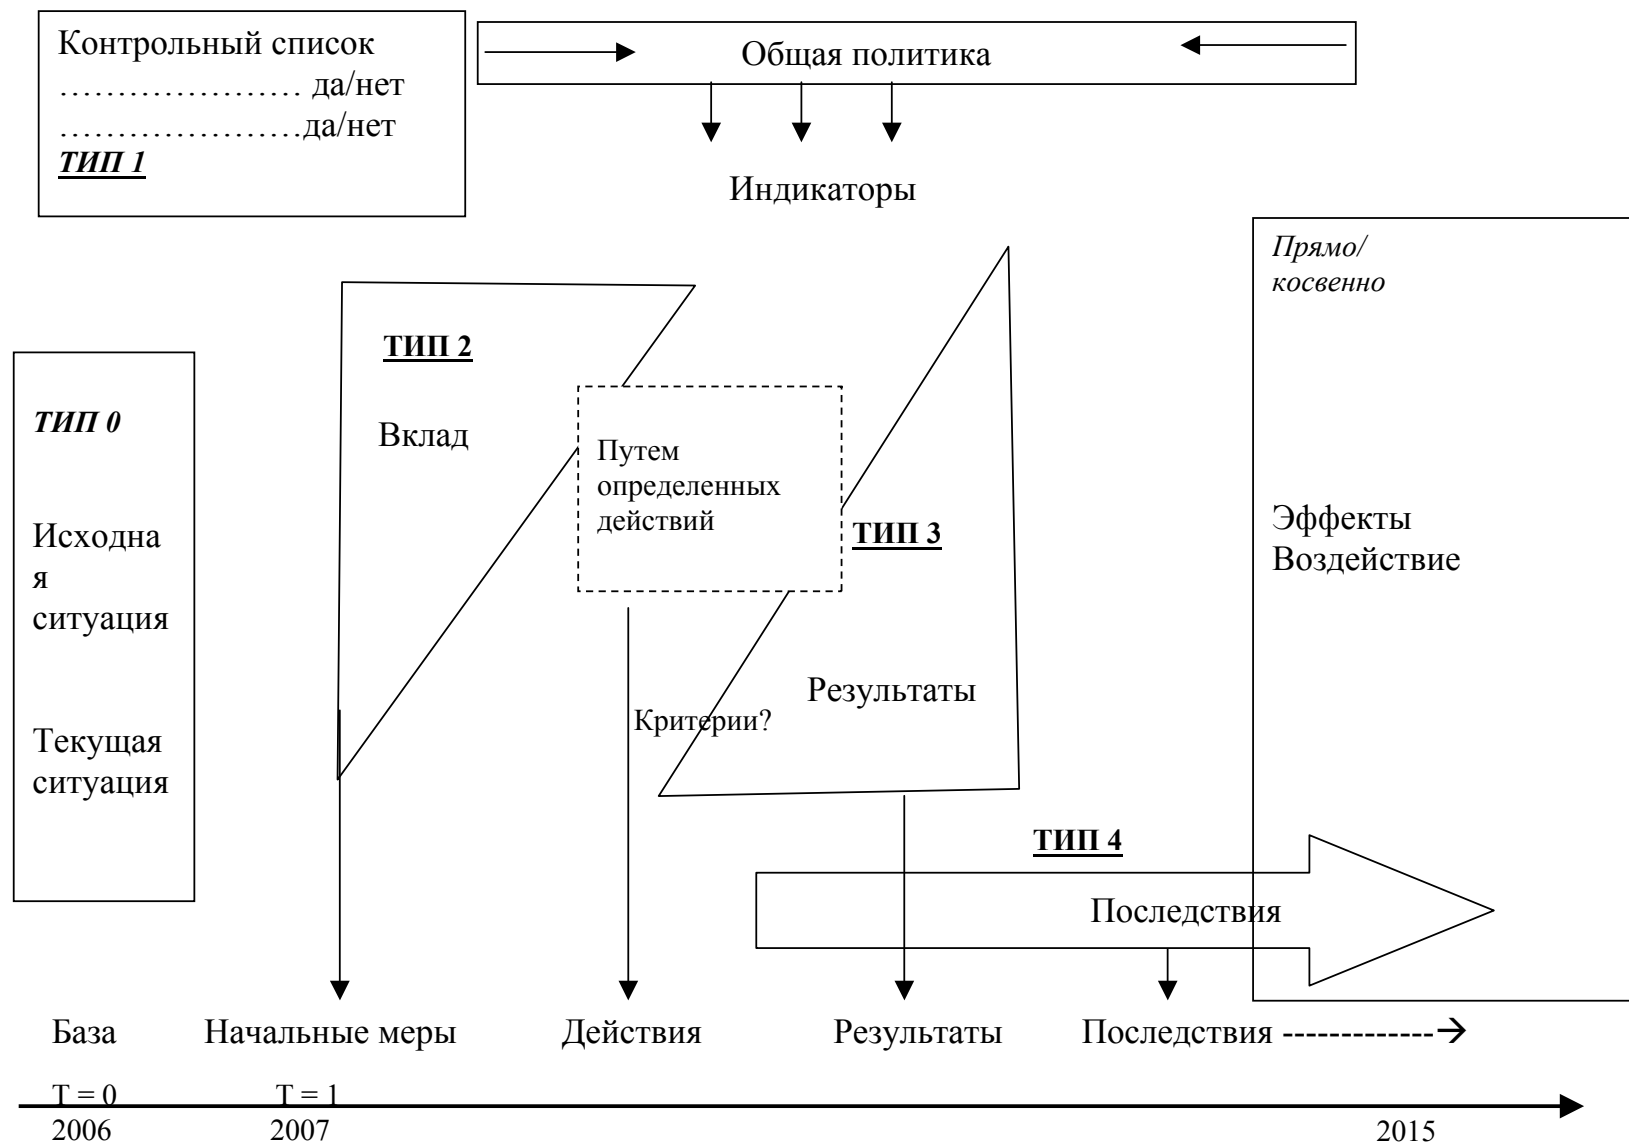 Контрольный список
………………… да/нет
…………………да/нет
ТИП 1
Общая политика
Индикаторы
Прямо/
косвенно
ТИП 2
Вклад
ТИП 0
Исходна
я
ситуация
Текущая
ситуация
Путем
определенных
действий
ТИП 3
Эффекты
Воздействие
Результаты
Критерии?
ТИП 4
Последствия
База Начальные меры Действия Результаты Последствия -------------→
T = 0 T = 1
2006 2007 2015